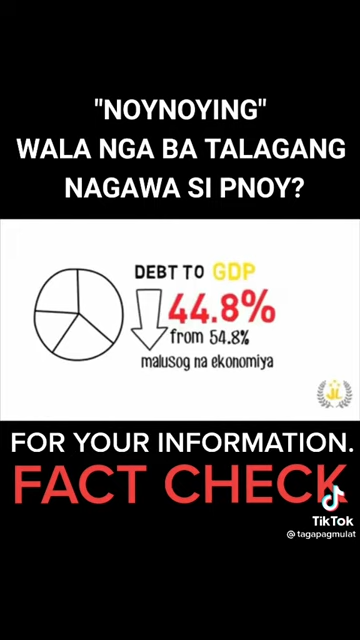 "NOYNOYING"
WALA NGA BA TALAGANG
NAGAWA SI PNOY?
DEBT TO GDP
44.8%
from 54.8%
malusog na ekonomiya
JL
FOR YOUR INFORMATION.
FACT CHECK
TikTok
@ tagapagmulat